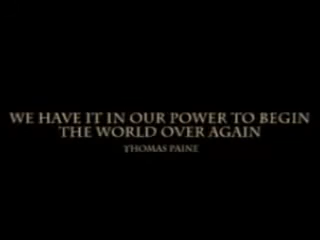 WE HAVE IT IN OUR POWER TO BEGIN
THE WORLD OVER AGAIN
THOMAS PAINE